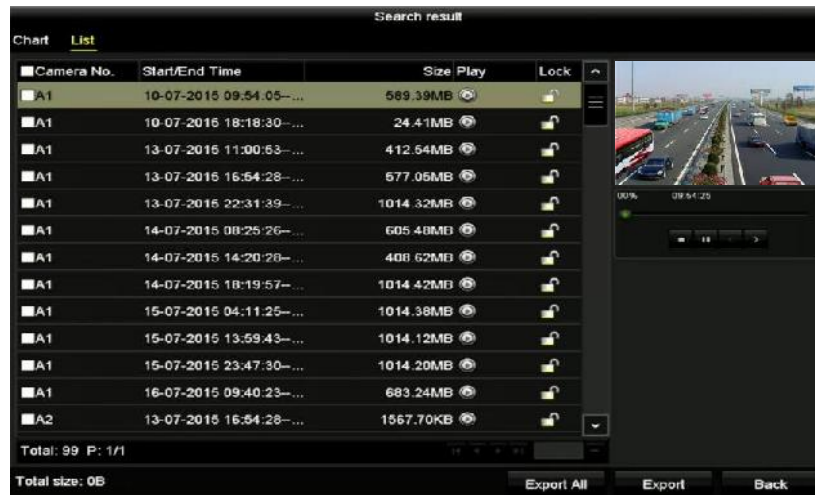 Search result
Chart List
Camera No. Start/End Time Size Play Lock
A1 10-07-2015 09:54:05--... 589.39MB
A1 10-07-2015 18:18:30--... 24.41MB
A1 13-07-2015 11:00:53--... 412.54MB
A1 13-07-2015 16:54:28--... 577.05MB
A1 13-07-2015 22:31:39--... 1014.32MB
A1 14-07-2015 08:25:26--... 605.48MB
A1 14-07-2015 14:20:28--... 408.62MB
A1 14-07-2015 18:19:57--... 1014.42MB
A1 15-07-2015 04:11:25--... 1014.38MB
A1 15-07-2015 13:59:43--... 1014.12MB
A1 15-07-2015 23:47:30--... 1014.20MB
A1 16-07-2015 09:40:23--... 683.24MB
A2 13-07-2015 16:54:28--... 1567.70KB
00% 09:54:25
Total: 99 P: 1/1
Total size: 0B Export All Export Back